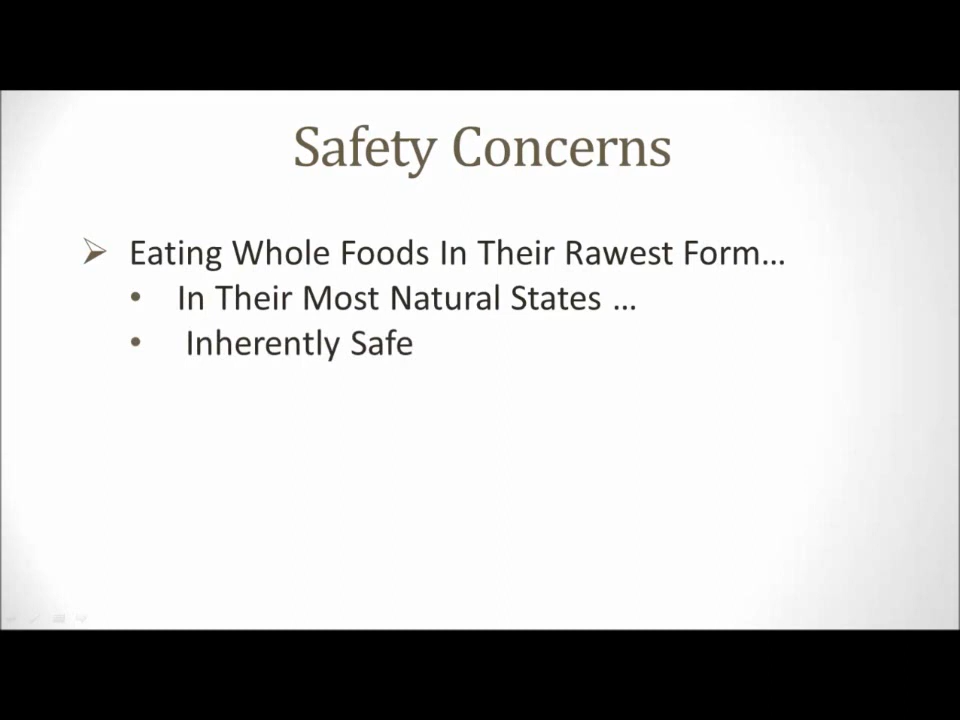 Safety Concerns
Eating Whole Foods In Their Rawest Form…
In Their Most Natural States …
Inherently Safe